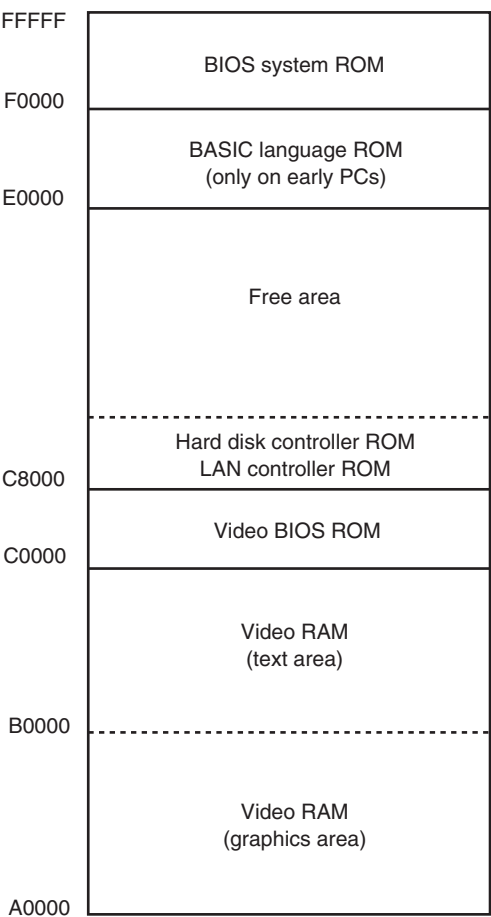 FFFFF
BIOS system ROM
F0000
BASIC language ROM
(only on early PCs)
E0000
Free area
Hard disk controller ROM
LAN controller ROM
C8000
Video BIOS ROM
C0000
Video RAM
(text area)
B0000
Video RAM
(graphics area)
A0000